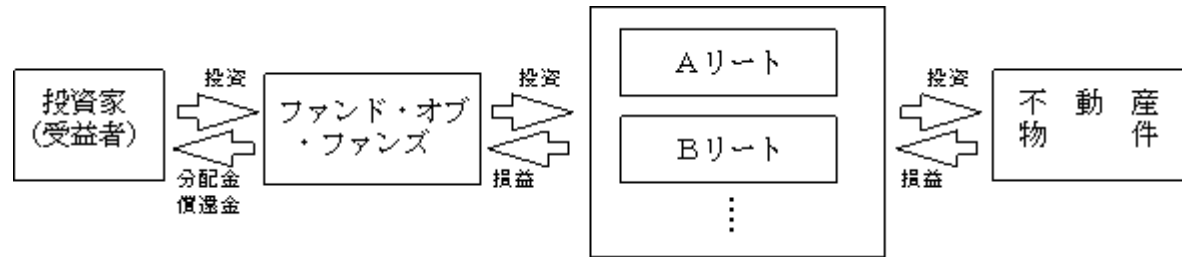 投資家
(受益者)
投資
分配金
償還金
ファンド・オブ
・ファンズ
投資
損益
Aリート
Bリート
⋮
投資
損益
不動産
物件